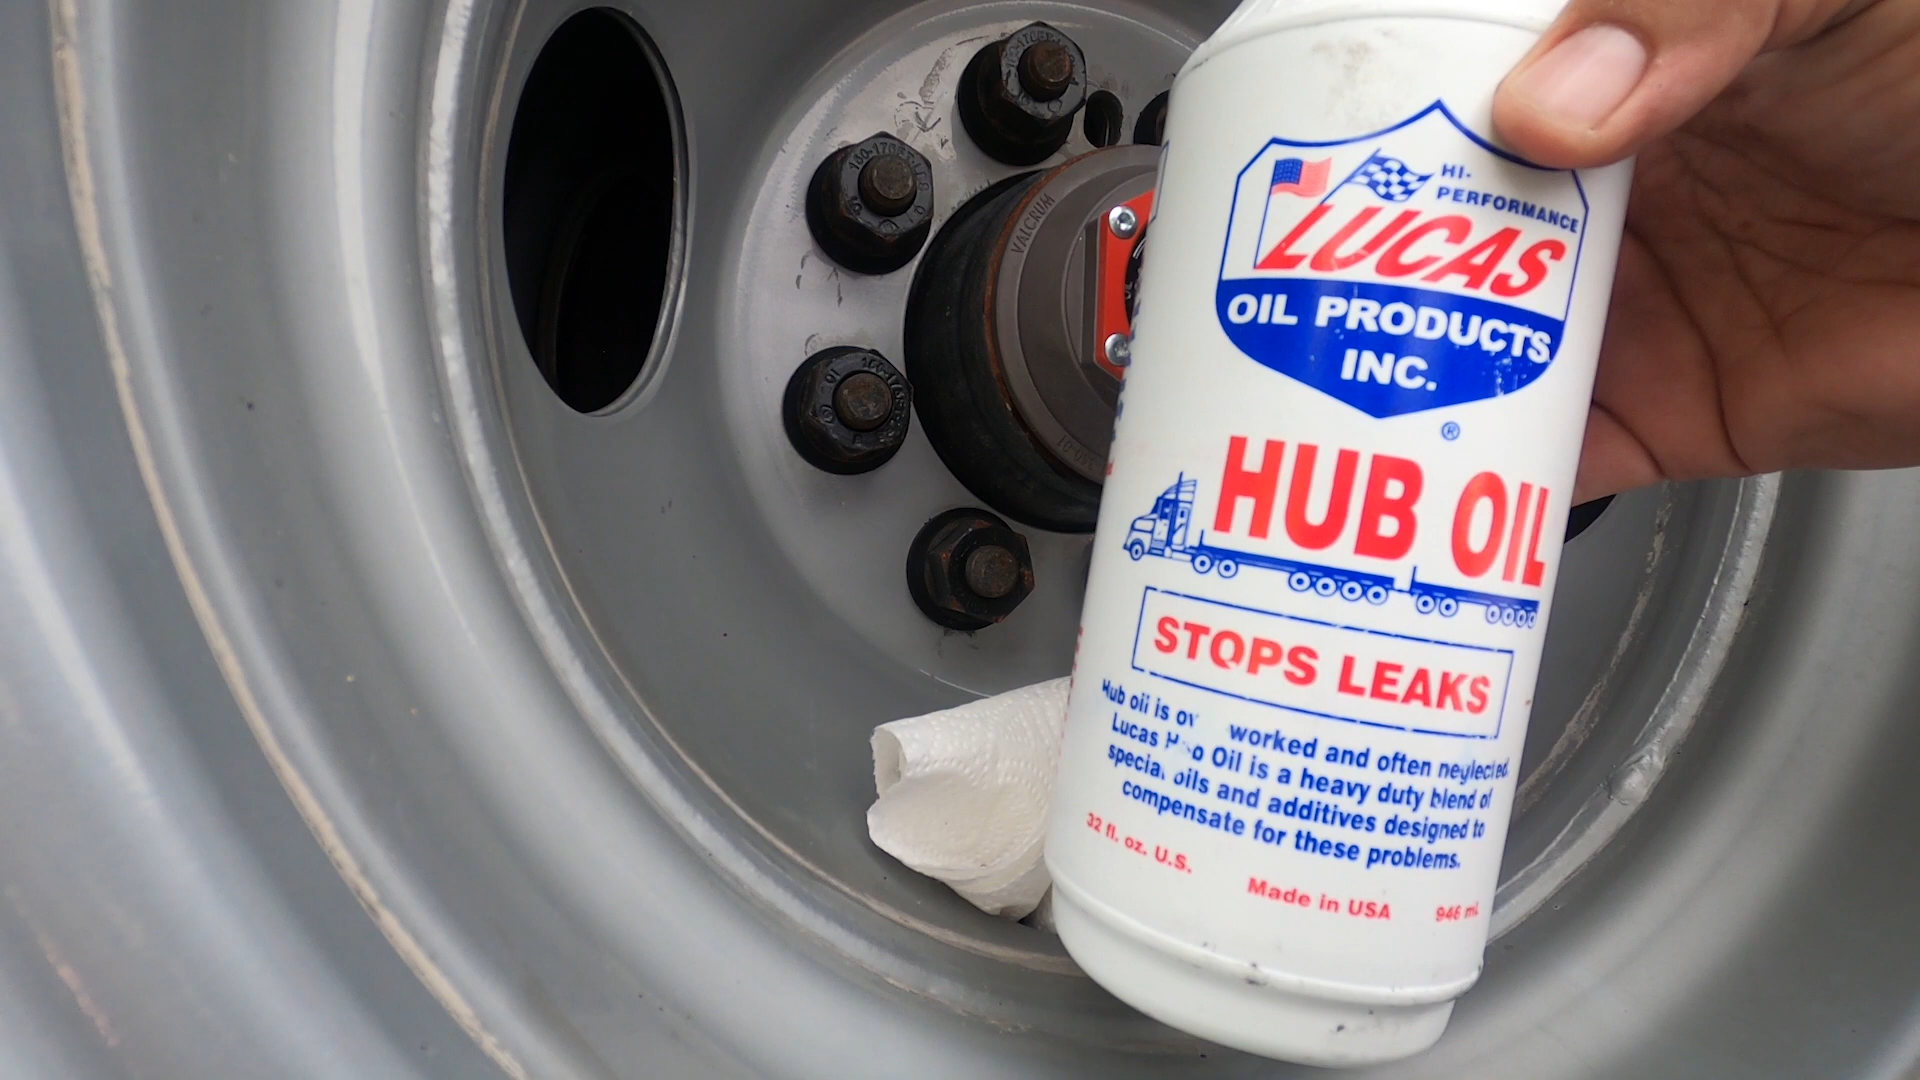 HI-
PERFORMANCE
LUCAS
OIL PRODUCTS
INC.
®
HUB OIL
STOPS LEAKS
Hub oil is ov worked and often neglected.
Lucas H b Oil is a heavy duty blend of
special oils and additives designed to
compensate for these problems.
32 fl. oz. U.S.
Made in USA
946 mL
VALCRUM